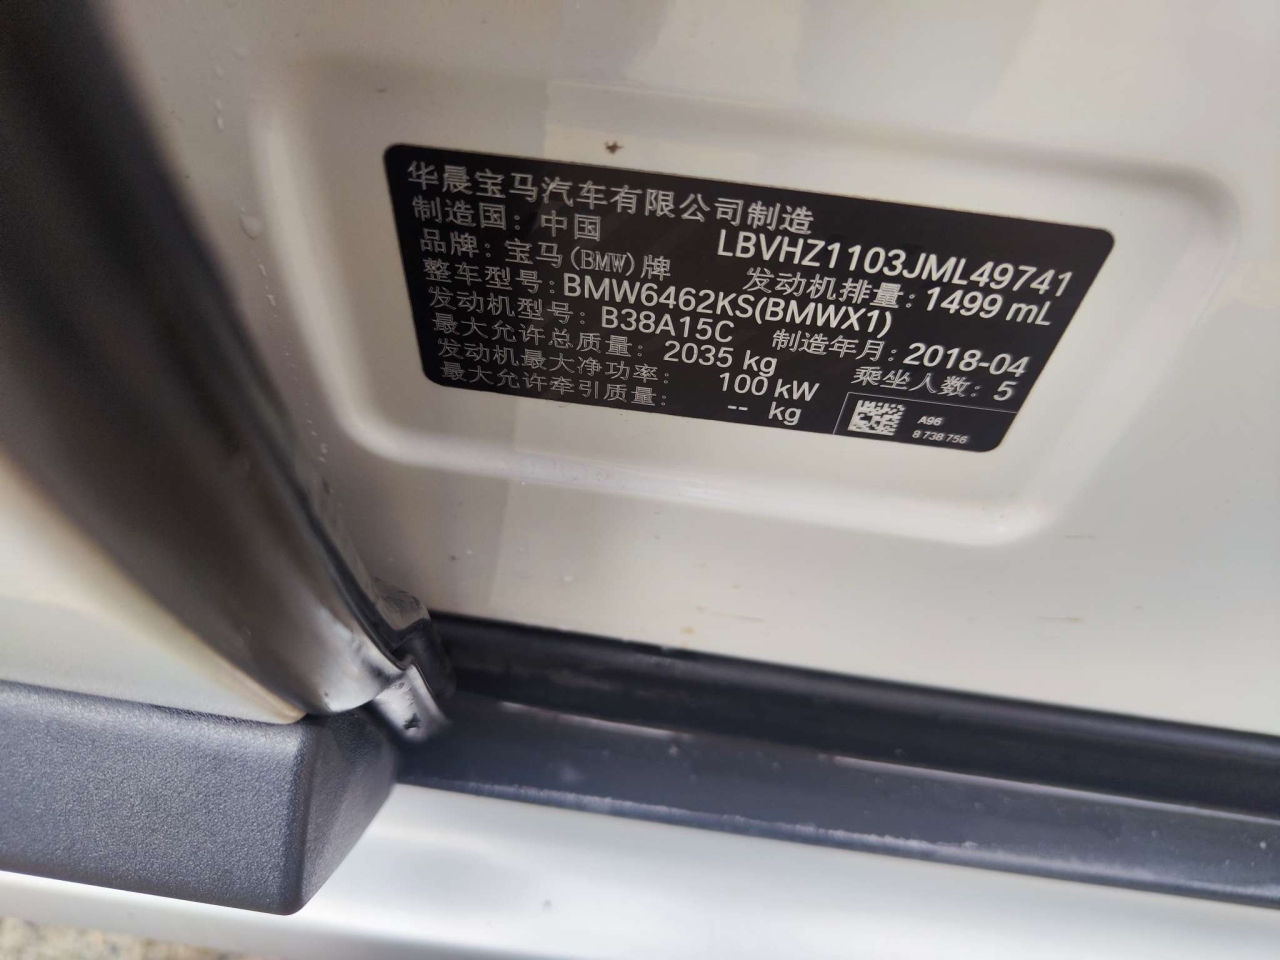 华晨宝马汽车有限公司制造
制造国：中国
LBVHZ1103JML49741
品牌：宝马(BMW)牌
发动机排量：1499 mL
整车型号：BMW6462KS(BMWX1)
发动机型号：B38A15C
制造年月：2018-04
最大允许总质量：2035 kg
乘坐人数：5
发动机最大净功率：100 kW
最大允许牵引质量：-- kg
A96
8 738 756